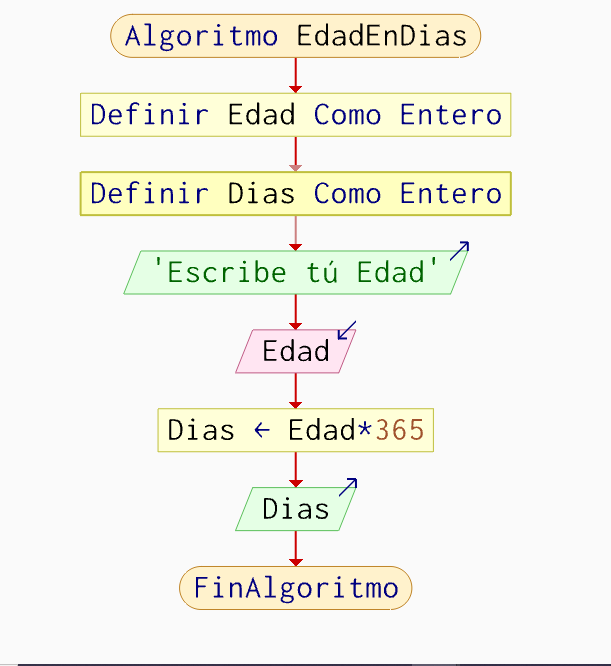 Algoritmo EdadEnDias
Definir Edad Como Entero
Definir Dias Como Entero
'Escribe tú Edad'
Edad
Dias ← Edad*365
Dias
FinAlgoritmo